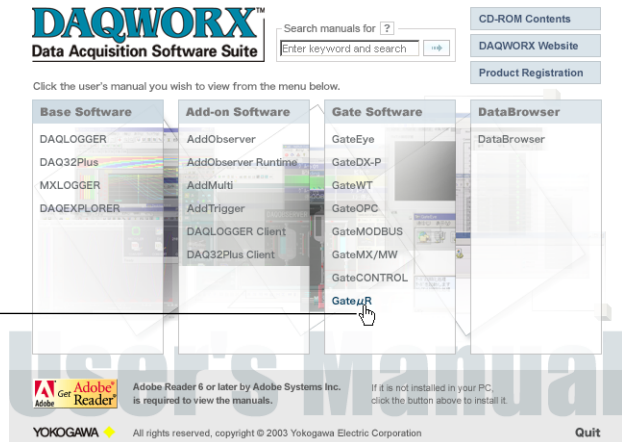 DAQWORX™
Data Acquisition Software Suite
Search manuals for ?
Enter keyword and search
CD-ROM Contents
DAQWORX Website
Product Registration
Click the user's manual you wish to view from the menu below.
Base Software
DAQLOGGER
DAQ32Plus
MXLOGGER
DAQEXPLORER
Add-on Software
AddObserver
AddObserver Runtime
AddMulti
AddTrigger
DAQLOGGER Client
DAQ32Plus Client
Gate Software
GateEye
GateDX-P
GateWT
GateOPC
GateMODBUS
GateMX/MW
GateCONTROL
GateµR
DataBrowser
DataBrowser
User's Manual
Adobe
Get Adobe® Reader®
Adobe Reader 6 or later by Adobe Systems Inc.
is required to view the manuals.
If it is not installed in your PC,
click the button above to install it.
YOKOGAWA
All rights reserved, copyright © 2003 Yokogawa Electric Corporation
Quit